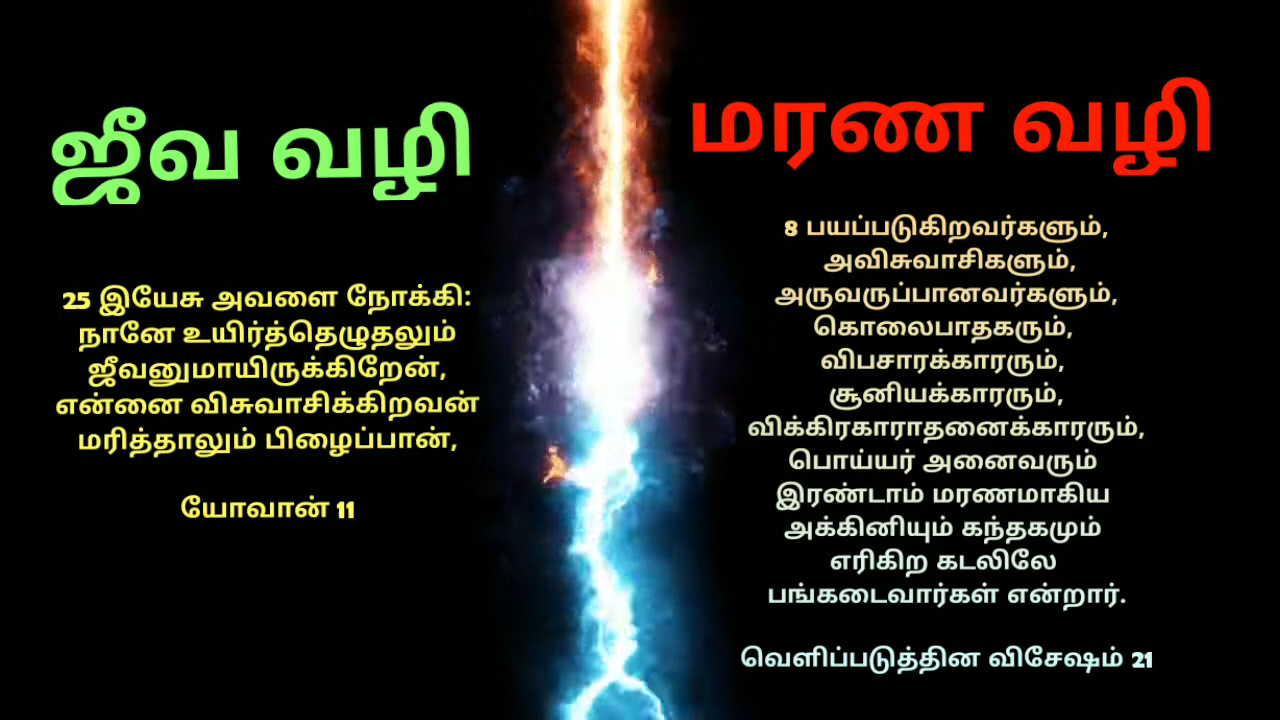 ஜீவ வழி
25 இயேசு அவளை நோக்கி:
நானே உயிர்த்தெழுதலும்
ஜீவனுமாயிருக்கிறேன்,
என்னை விசுவாசிக்கிறவன்
மரித்தாலும் பிழைப்பான்,
யோவான் 11
மரண வழி
8 பயப்படுகிறவர்களும்,
அவிசுவாசிகளும்,
அருவருப்பானவர்களும்,
கொலைபாதகரும்,
விபசாரக்காரரும்,
சூனியக்காரரும்,
விக்கிரகாராதனைக்காரரும்,
பொய்யர் அனைவரும்
இரண்டாம் மரணமாகிய
அக்கினியும் கந்தகமும்
எரிகிற கடலிலே
பங்கடைவார்கள் என்றார்.
வெளிப்படுத்தின விசேஷம் 21